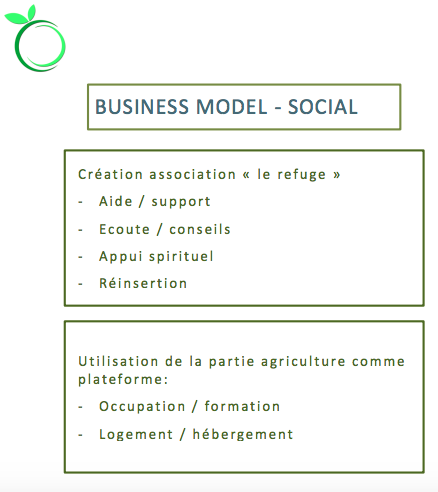 BUSINESS MODEL - SOCIAL
Création association « le refuge »
- Aide / support
- Ecoute / conseils
- Appui spirituel
- Réinsertion
Utilisation de la partie agriculture comme
plateforme:
- Occupation / formation
- Logement / hébergement